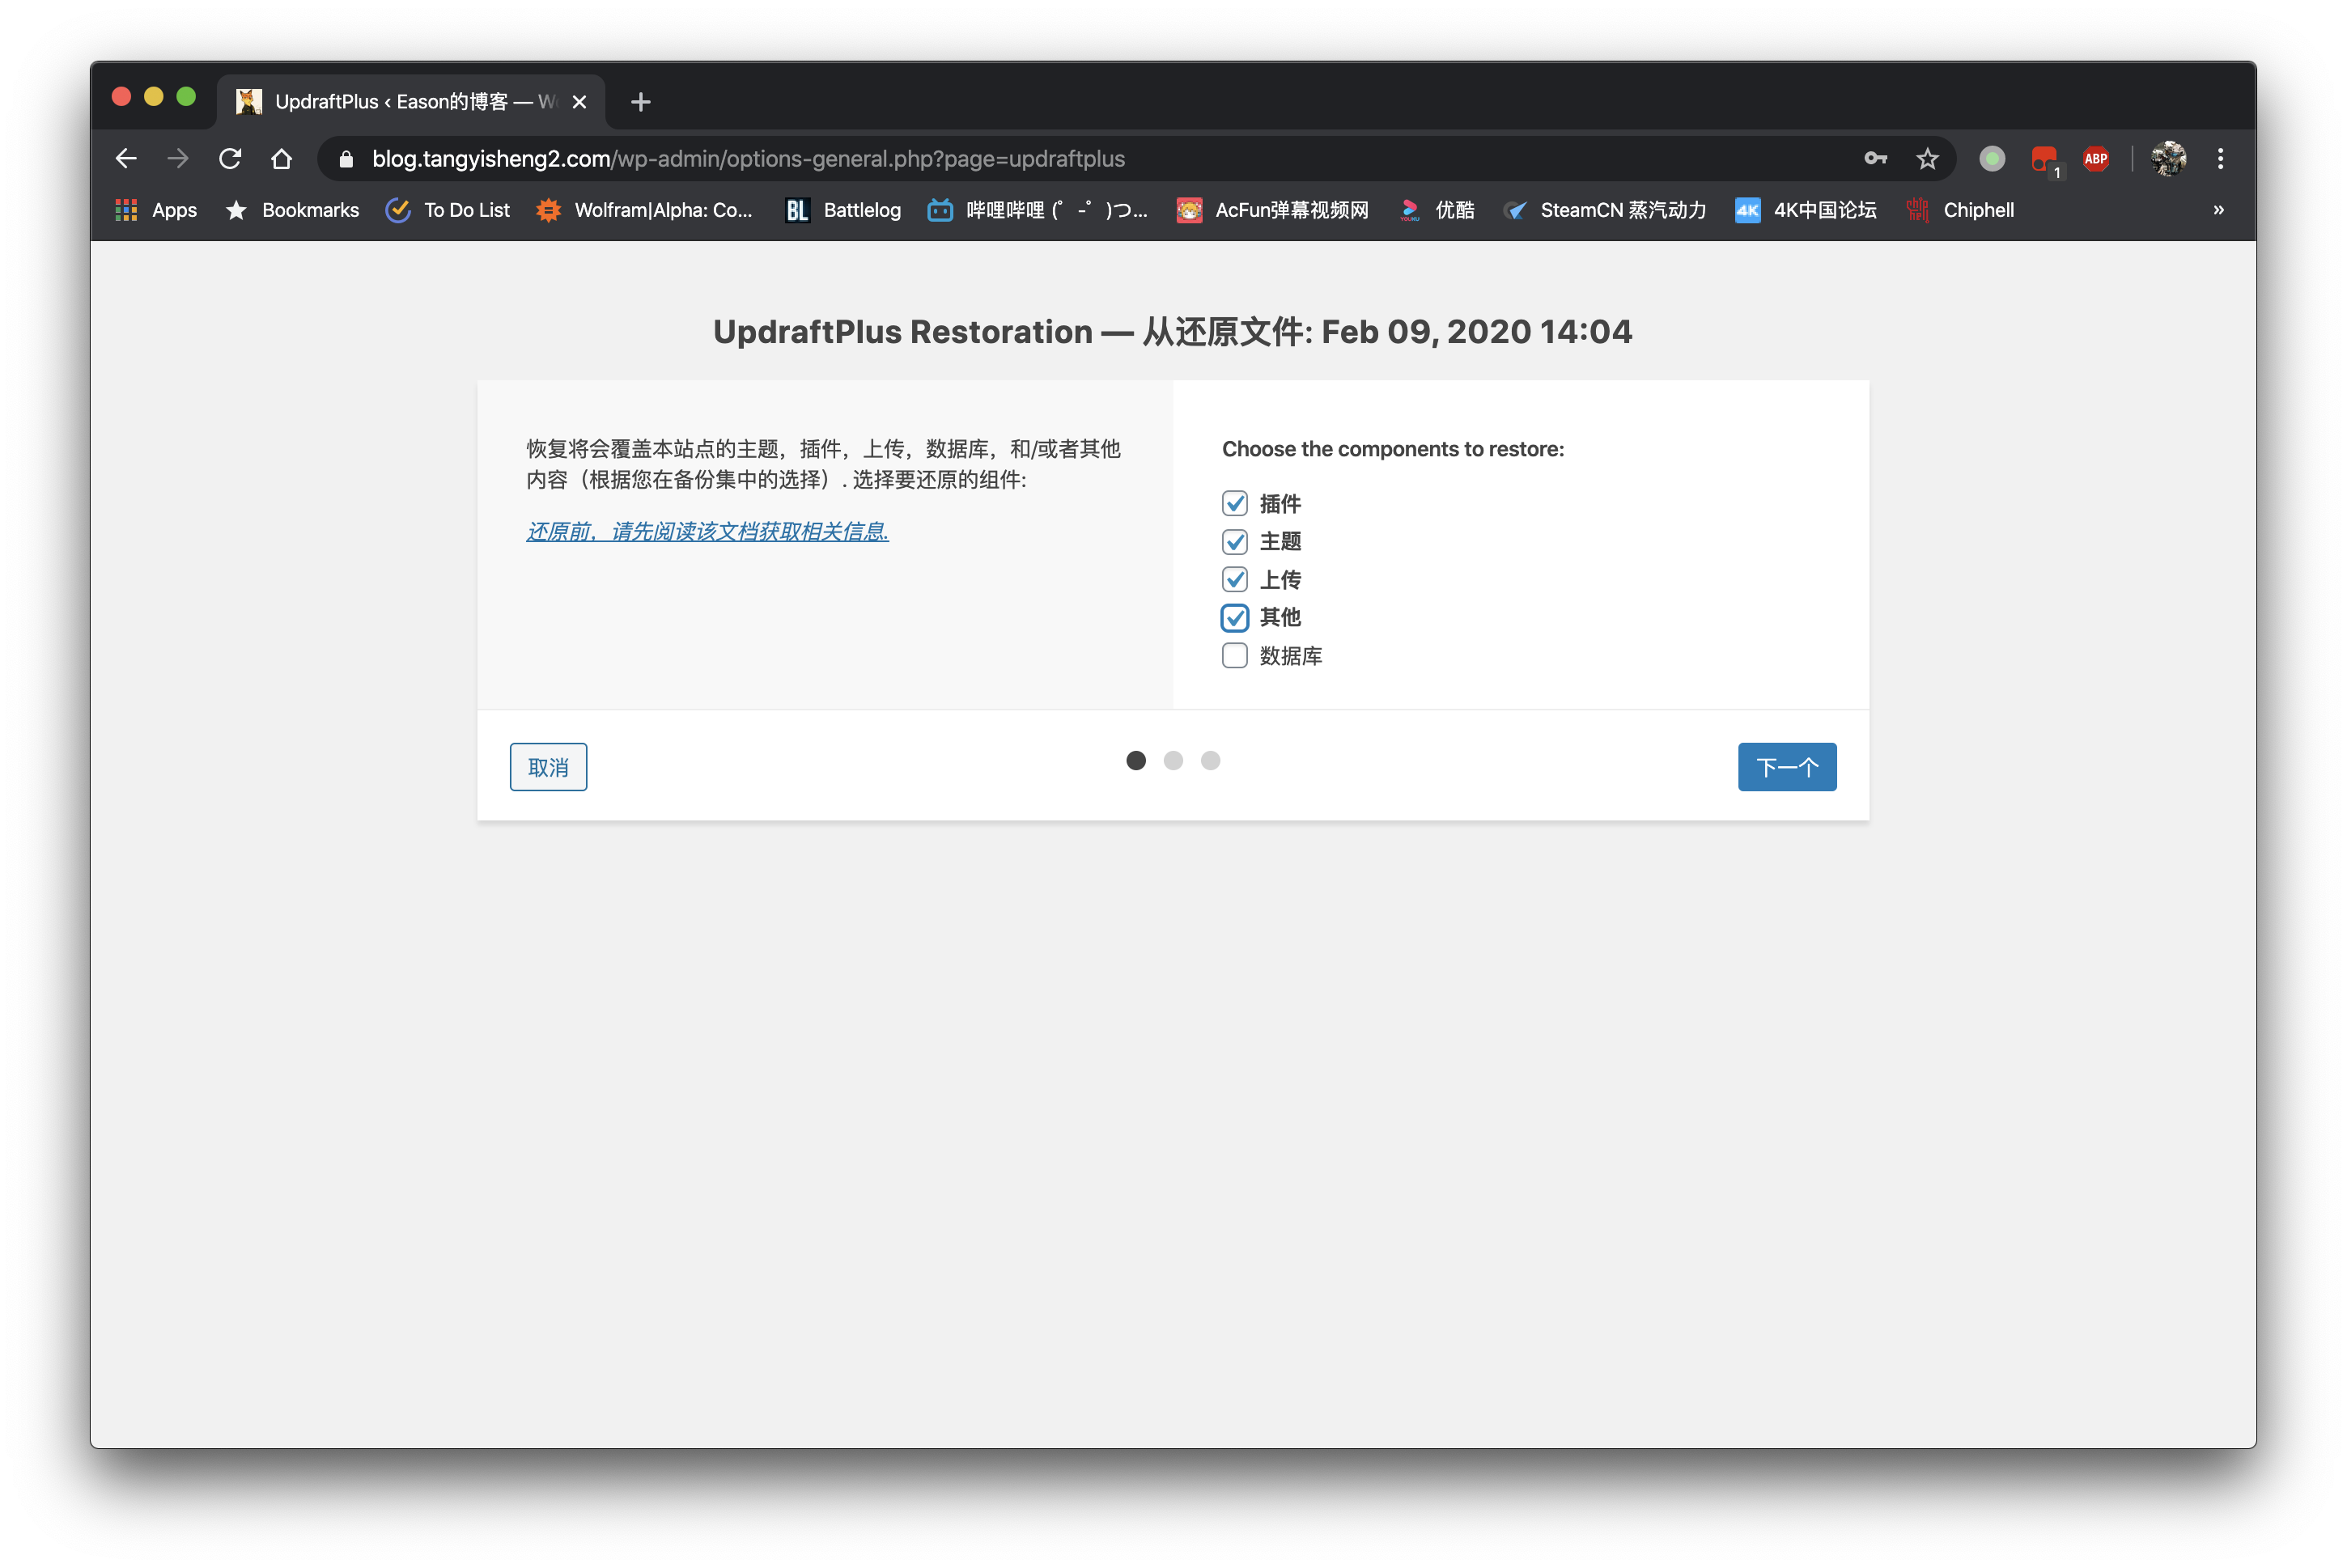 UpdraftPlus ‹ Eason的博客 — W
blog.tangyisheng2.com/wp-admin/options-general.php?page=updraftplus
ABP
1
Apps
Bookmarks
To Do List
Wolfram|Alpha: Co...
BL
Battlelog
哔哩哔哩 (゜-゜)つ...
AcFun弹幕视频网
YOUKU
优酷
SteamCN 蒸汽动力
4K
4K中国论坛
chip hell
Chiphell
»
UpdraftPlus Restoration — 从还原文件: Feb 09, 2020 14:04
恢复将会覆盖本站点的主题，插件，上传，数据库，和/或者其他
内容（根据您在备份集中的选择）. 选择要还原的组件:
还原前，请先阅读该文档获取相关信息.
Choose the components to restore:
插件
主题
上传
其他
数据库
取消
下一个